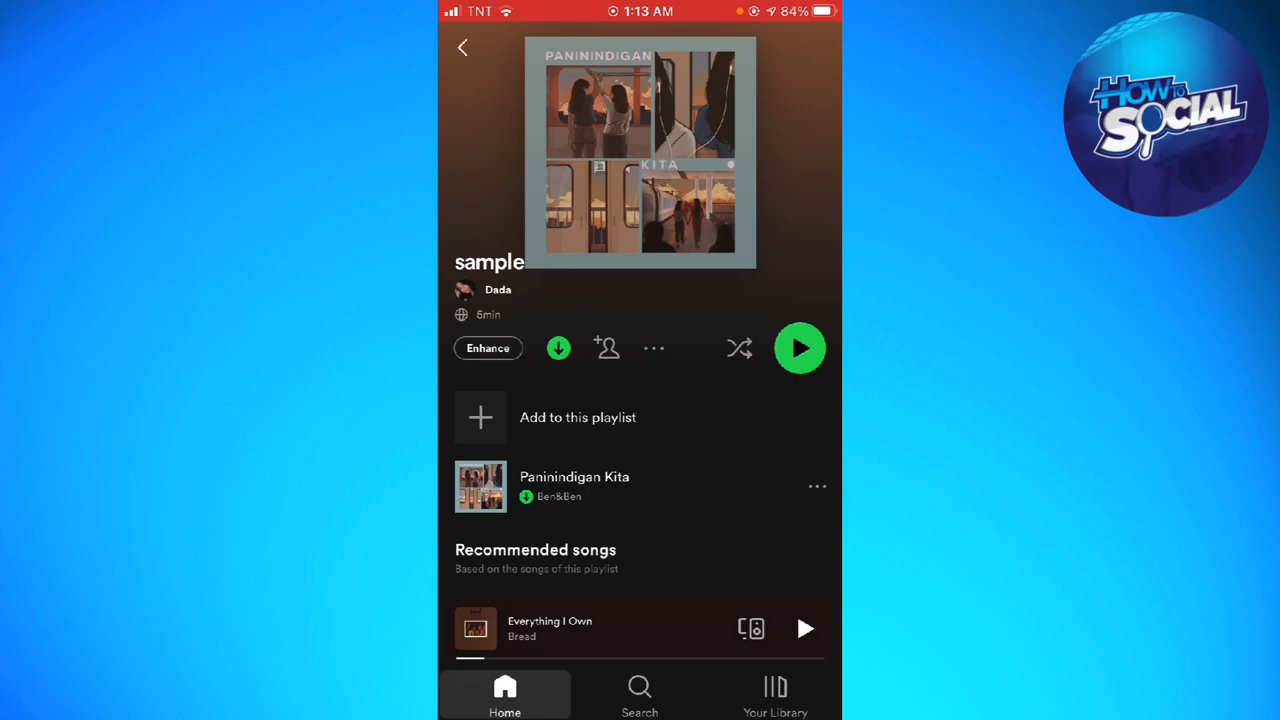 TNT
1:13 AM
84%
HOW TO
SOCIAL
PANININDIGAN
KITA
sample
Dada
5min
Enhance
Add to this playlist
Paninindigan Kita
Ben&Ben
Recommended songs
Based on the songs of this playlist
Everything I Own
Bread
Home
Search
Your Library